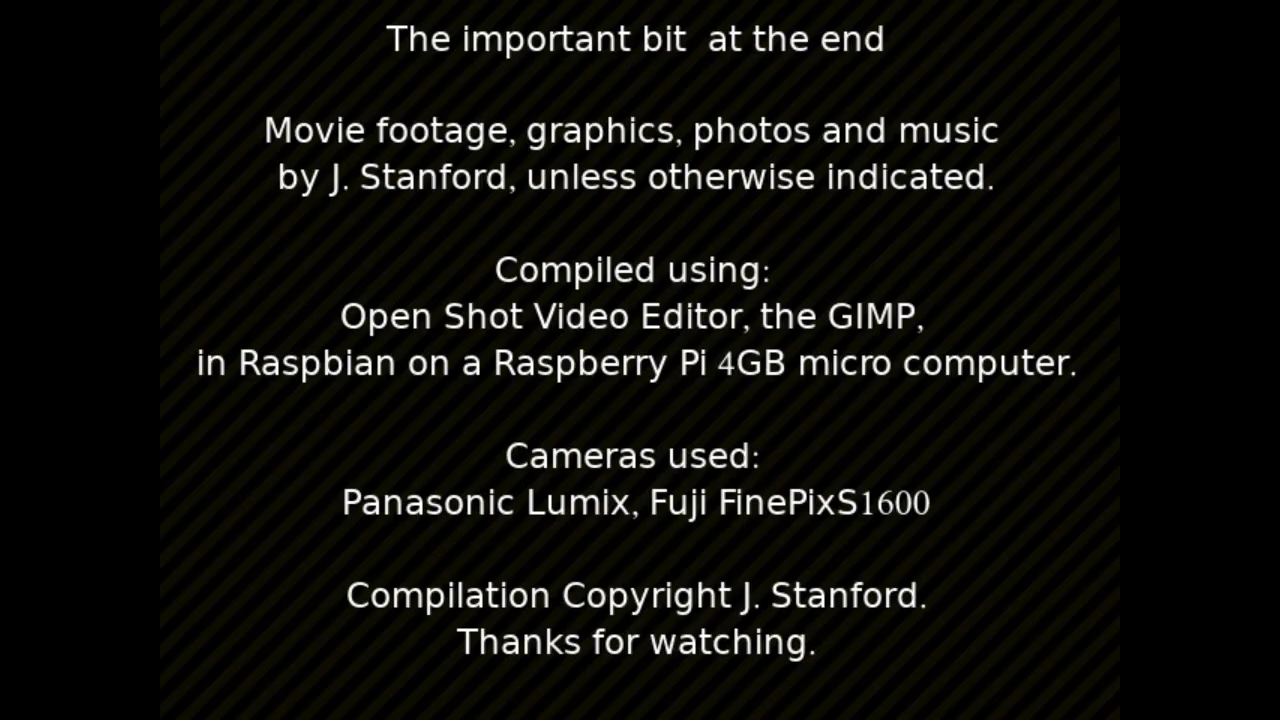 The important bit  at the end
Movie footage, graphics, photos and music
by J. Stanford, unless otherwise indicated.
Compiled using:
Open Shot Video Editor, the GIMP,
in Raspbian on a Raspberry Pi 4GB micro computer.
Cameras used:
Panasonic Lumix, Fuji FinePixS1600
Compilation Copyright J. Stanford.
Thanks for watching.